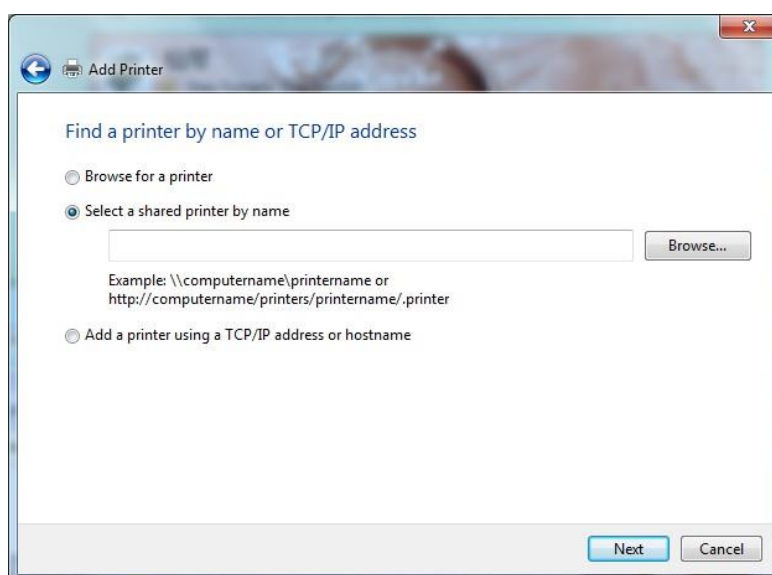 Add Printer
Find a printer by name or TCP/IP address
Browse for a printer
Select a shared printer by name
Browse...
Example: \\computername\printername or
http://computername/printers/printername/.printer
Add a printer using a TCP/IP address or hostname
Next Cancel